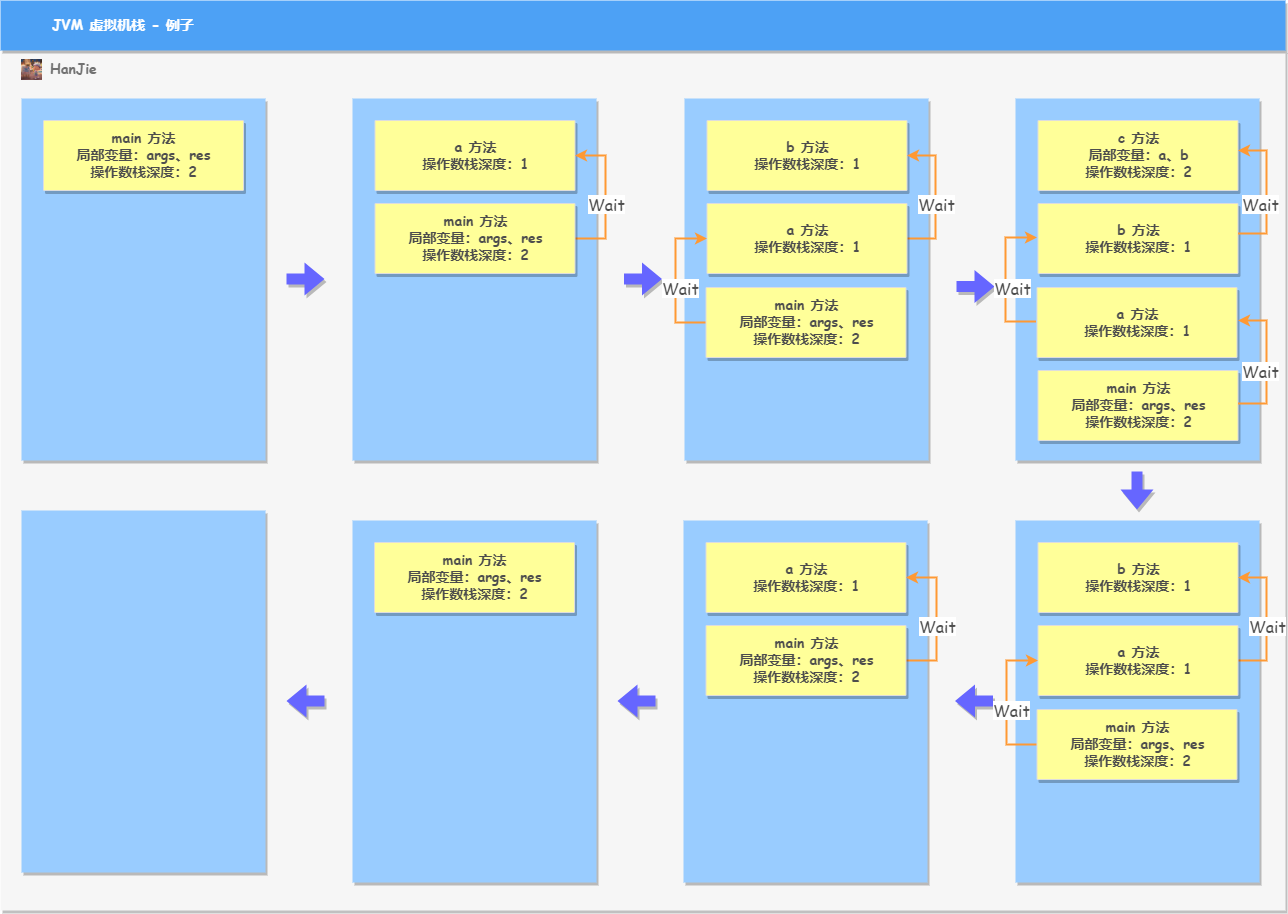 JVM 虚拟机栈 - 例子
HanJie
main 方法
局部变量：args、res
操作数栈深度：2
a 方法
操作数栈深度：1
Wait
main 方法
局部变量：args、res
操作数栈深度：2
b 方法
操作数栈深度：1
Wait
a 方法
操作数栈深度：1
Wait
main 方法
局部变量：args、res
操作数栈深度：2
c 方法
局部变量：a、b
操作数栈深度：2
Wait
b 方法
操作数栈深度：1
Wait
a 方法
操作数栈深度：1
Wait
main 方法
局部变量：args、res
操作数栈深度：2
b 方法
操作数栈深度：1
Wait
a 方法
操作数栈深度：1
Wait
main 方法
局部变量：args、res
操作数栈深度：2
a 方法
操作数栈深度：1
Wait
main 方法
局部变量：args、res
操作数栈深度：2
main 方法
局部变量：args、res
操作数栈深度：2